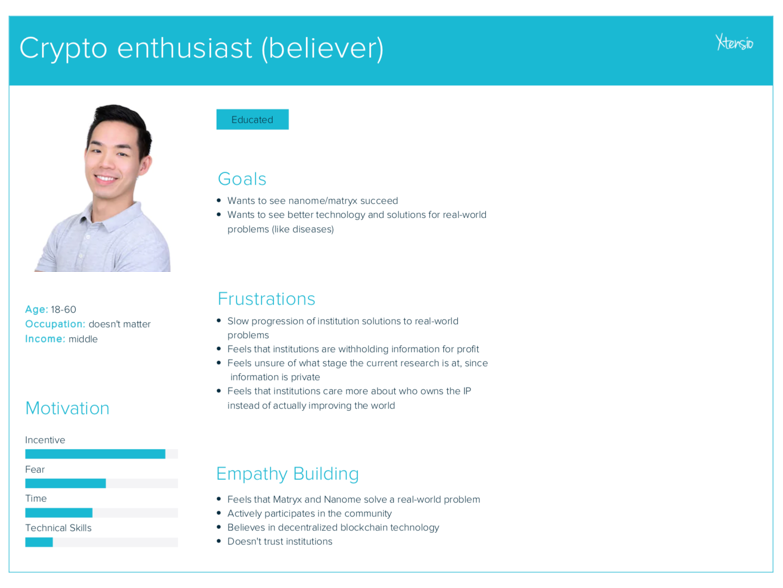 Crypto enthusiast (believer)
Xtensio
Educated
Goals
Wants to see nanome/matryx succeed
Wants to see better technology and solutions for real-world
problems (like diseases)
Age: 18-60
Occupation: doesn't matter
Income: middle
Frustrations
Slow progression of institution solutions to real-world
problems
Feels that institutions are withholding information for profit
Feels unsure of what stage the current research is at, since
information is private
Feels that institutions care more about who owns the IP
instead of actually improving the world
Motivation
Incentive
Fear
Time
Technical Skills
Empathy Building
Feels that Matryx and Nanome solve a real-world problem
Actively participates in the community
Believes in decentralized blockchain technology
Doesn't trust institutions